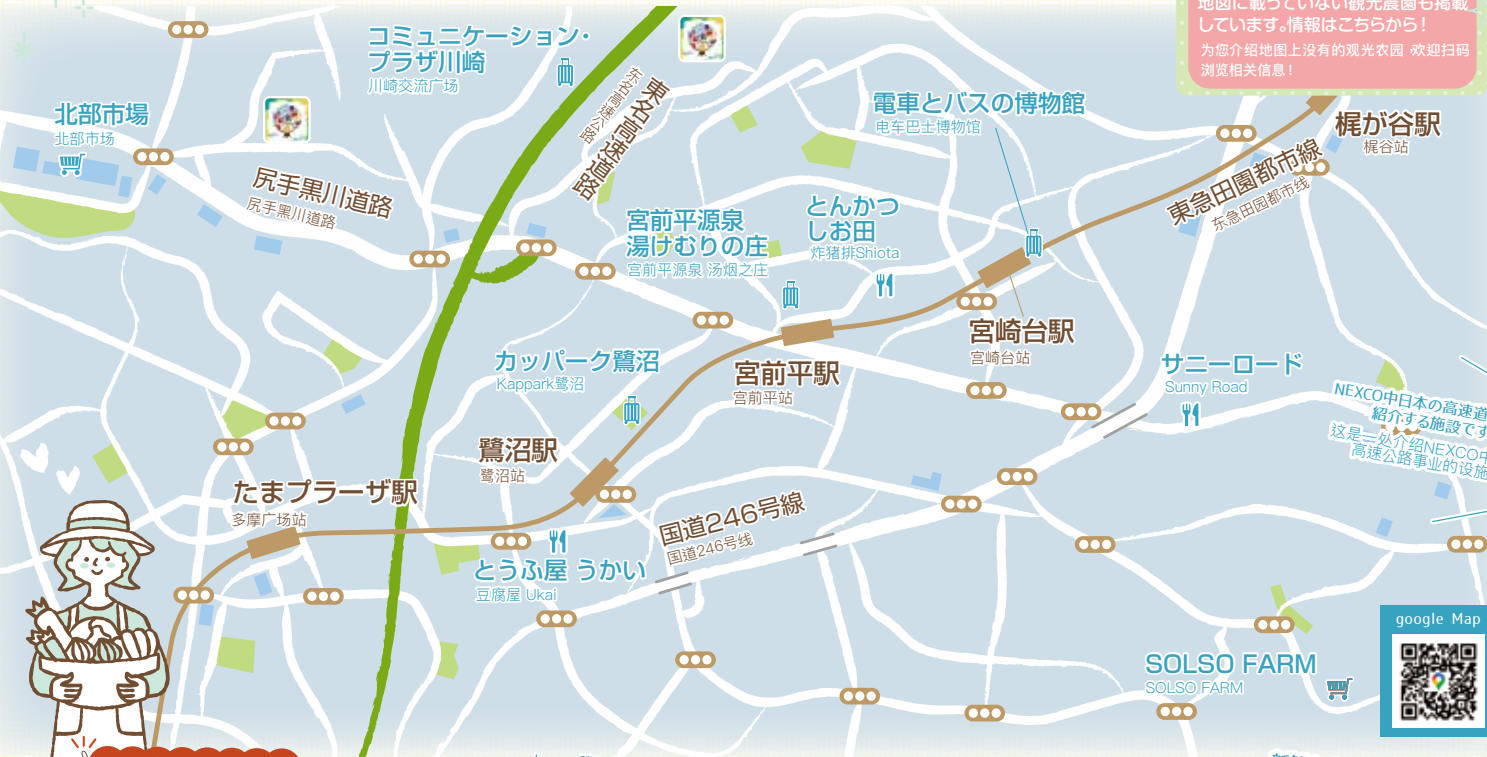 地図に載っていない観光農園も掲載
しています。情報はこちらから！
为您介绍地图上没有的观光农园 欢迎扫码
浏览相关信息！
コミュニケーション・
プラザ川崎
川崎交流广场
北部市場
北部市场
東名高速道路
东名高速公路
電車とバスの博物館
电车巴士博物馆
梶が谷駅
梶谷站
東急田園都市線
东急田园都市线
尻手黒川道路
尻手黑川道路
宮前平源泉
湯けむりの庄
宫前平源泉 汤烟之庄
とんかつ
しお田
炸猪排Shiota
宮崎台駅
宫崎台站
カッパーク鷺沼
Kappark鹭沼
宮前平駅
宫前平站
サニーロード
Sunny Road
NEXCO中日本の高速道
紹介する施設です
这是一处介绍NEXCO中
高速公路事业的设施
鷺沼駅
鹭沼站
たまプラーザ駅
多摩广场站
国道246号線
国道246号线
とうふ屋 うかい
豆腐屋 Ukai
SOLSO FARM
SOLSO FARM
google Map